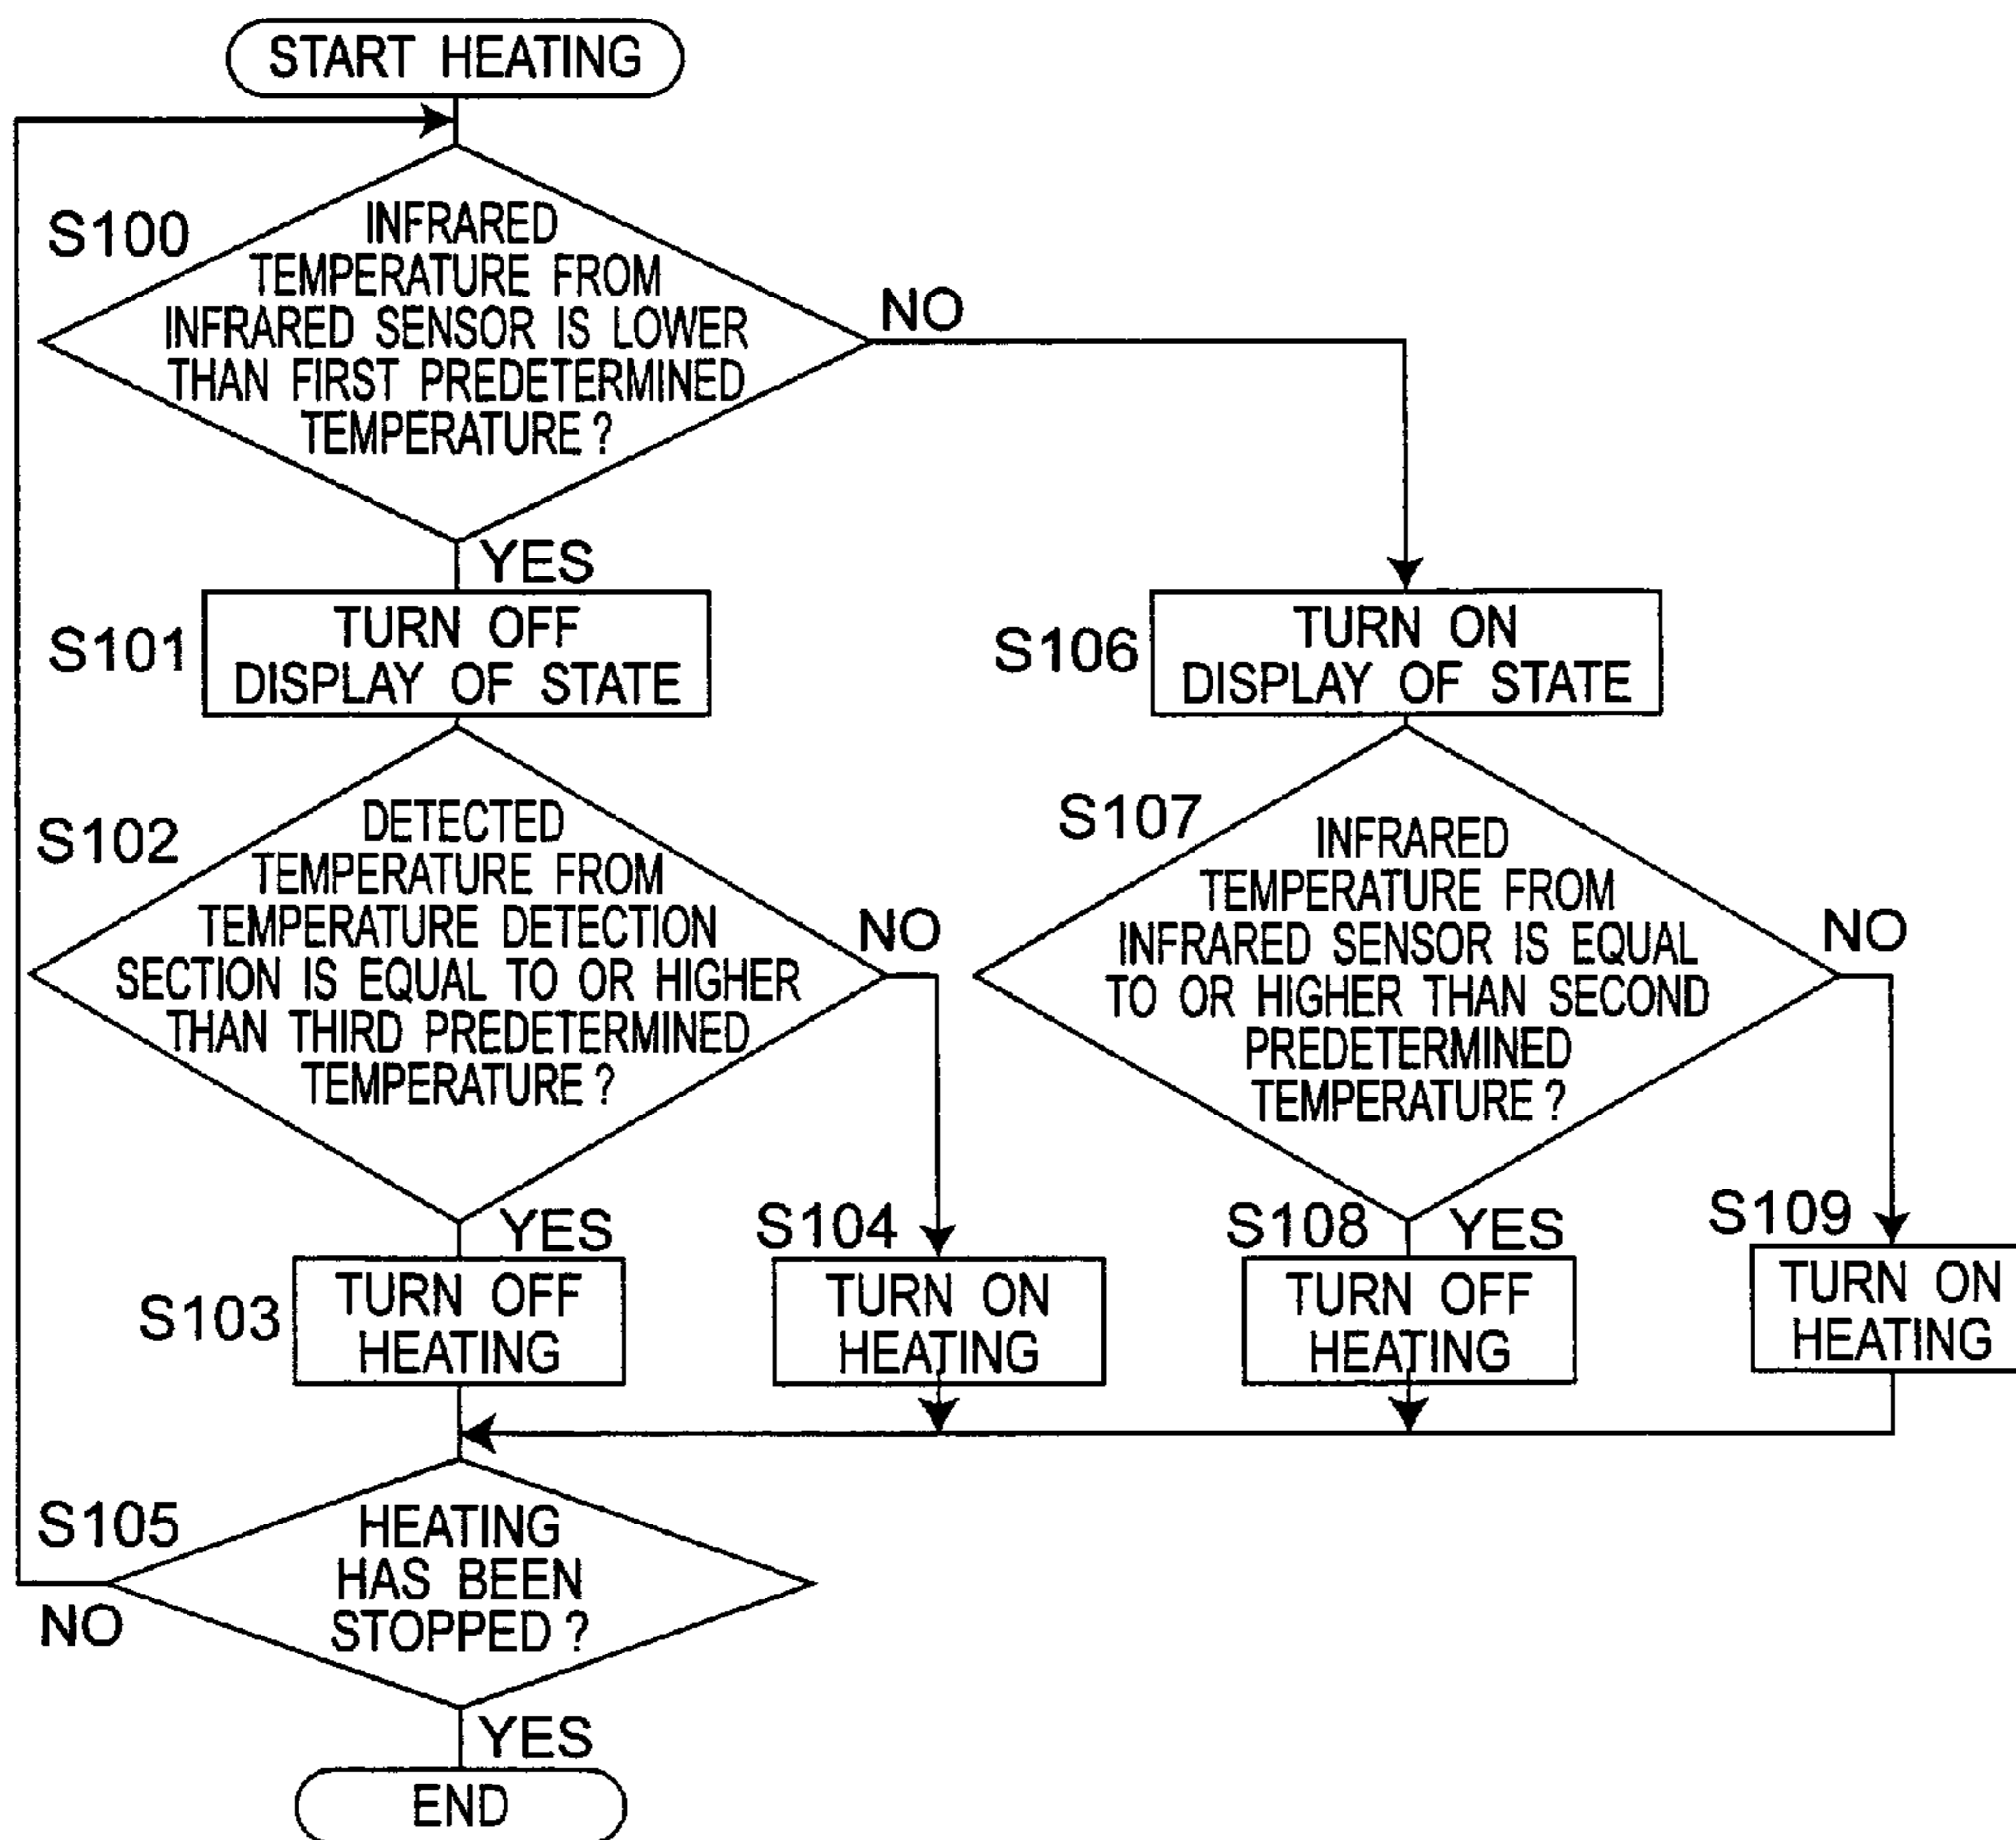 START HEATING
S100
INFRARED
TEMPERATURE FROM
INFRARED SENSOR IS LOWER
THAN FIRST PREDETERMINED
TEMPERATURE ?
NO
YES
S101
TURN OFF
DISPLAY OF STATE
S106
TURN ON
DISPLAY OF STATE
S102
DETECTED
TEMPERATURE FROM
TEMPERATURE DETECTION
SECTION IS EQUAL TO OR HIGHER
THAN THIRD PREDETERMINED
TEMPERATURE ?
NO
YES
S107
INFRARED
TEMPERATURE FROM
INFRARED SENSOR IS EQUAL
TO OR HIGHER THAN SECOND
PREDETERMINED
TEMPERATURE ?
NO
YES
S103
TURN OFF
HEATING
S104
TURN ON
HEATING
S108
TURN OFF
HEATING
S109
TURN ON
HEATING
S105
HEATING
HAS BEEN
STOPPED ?
NO
YES
END